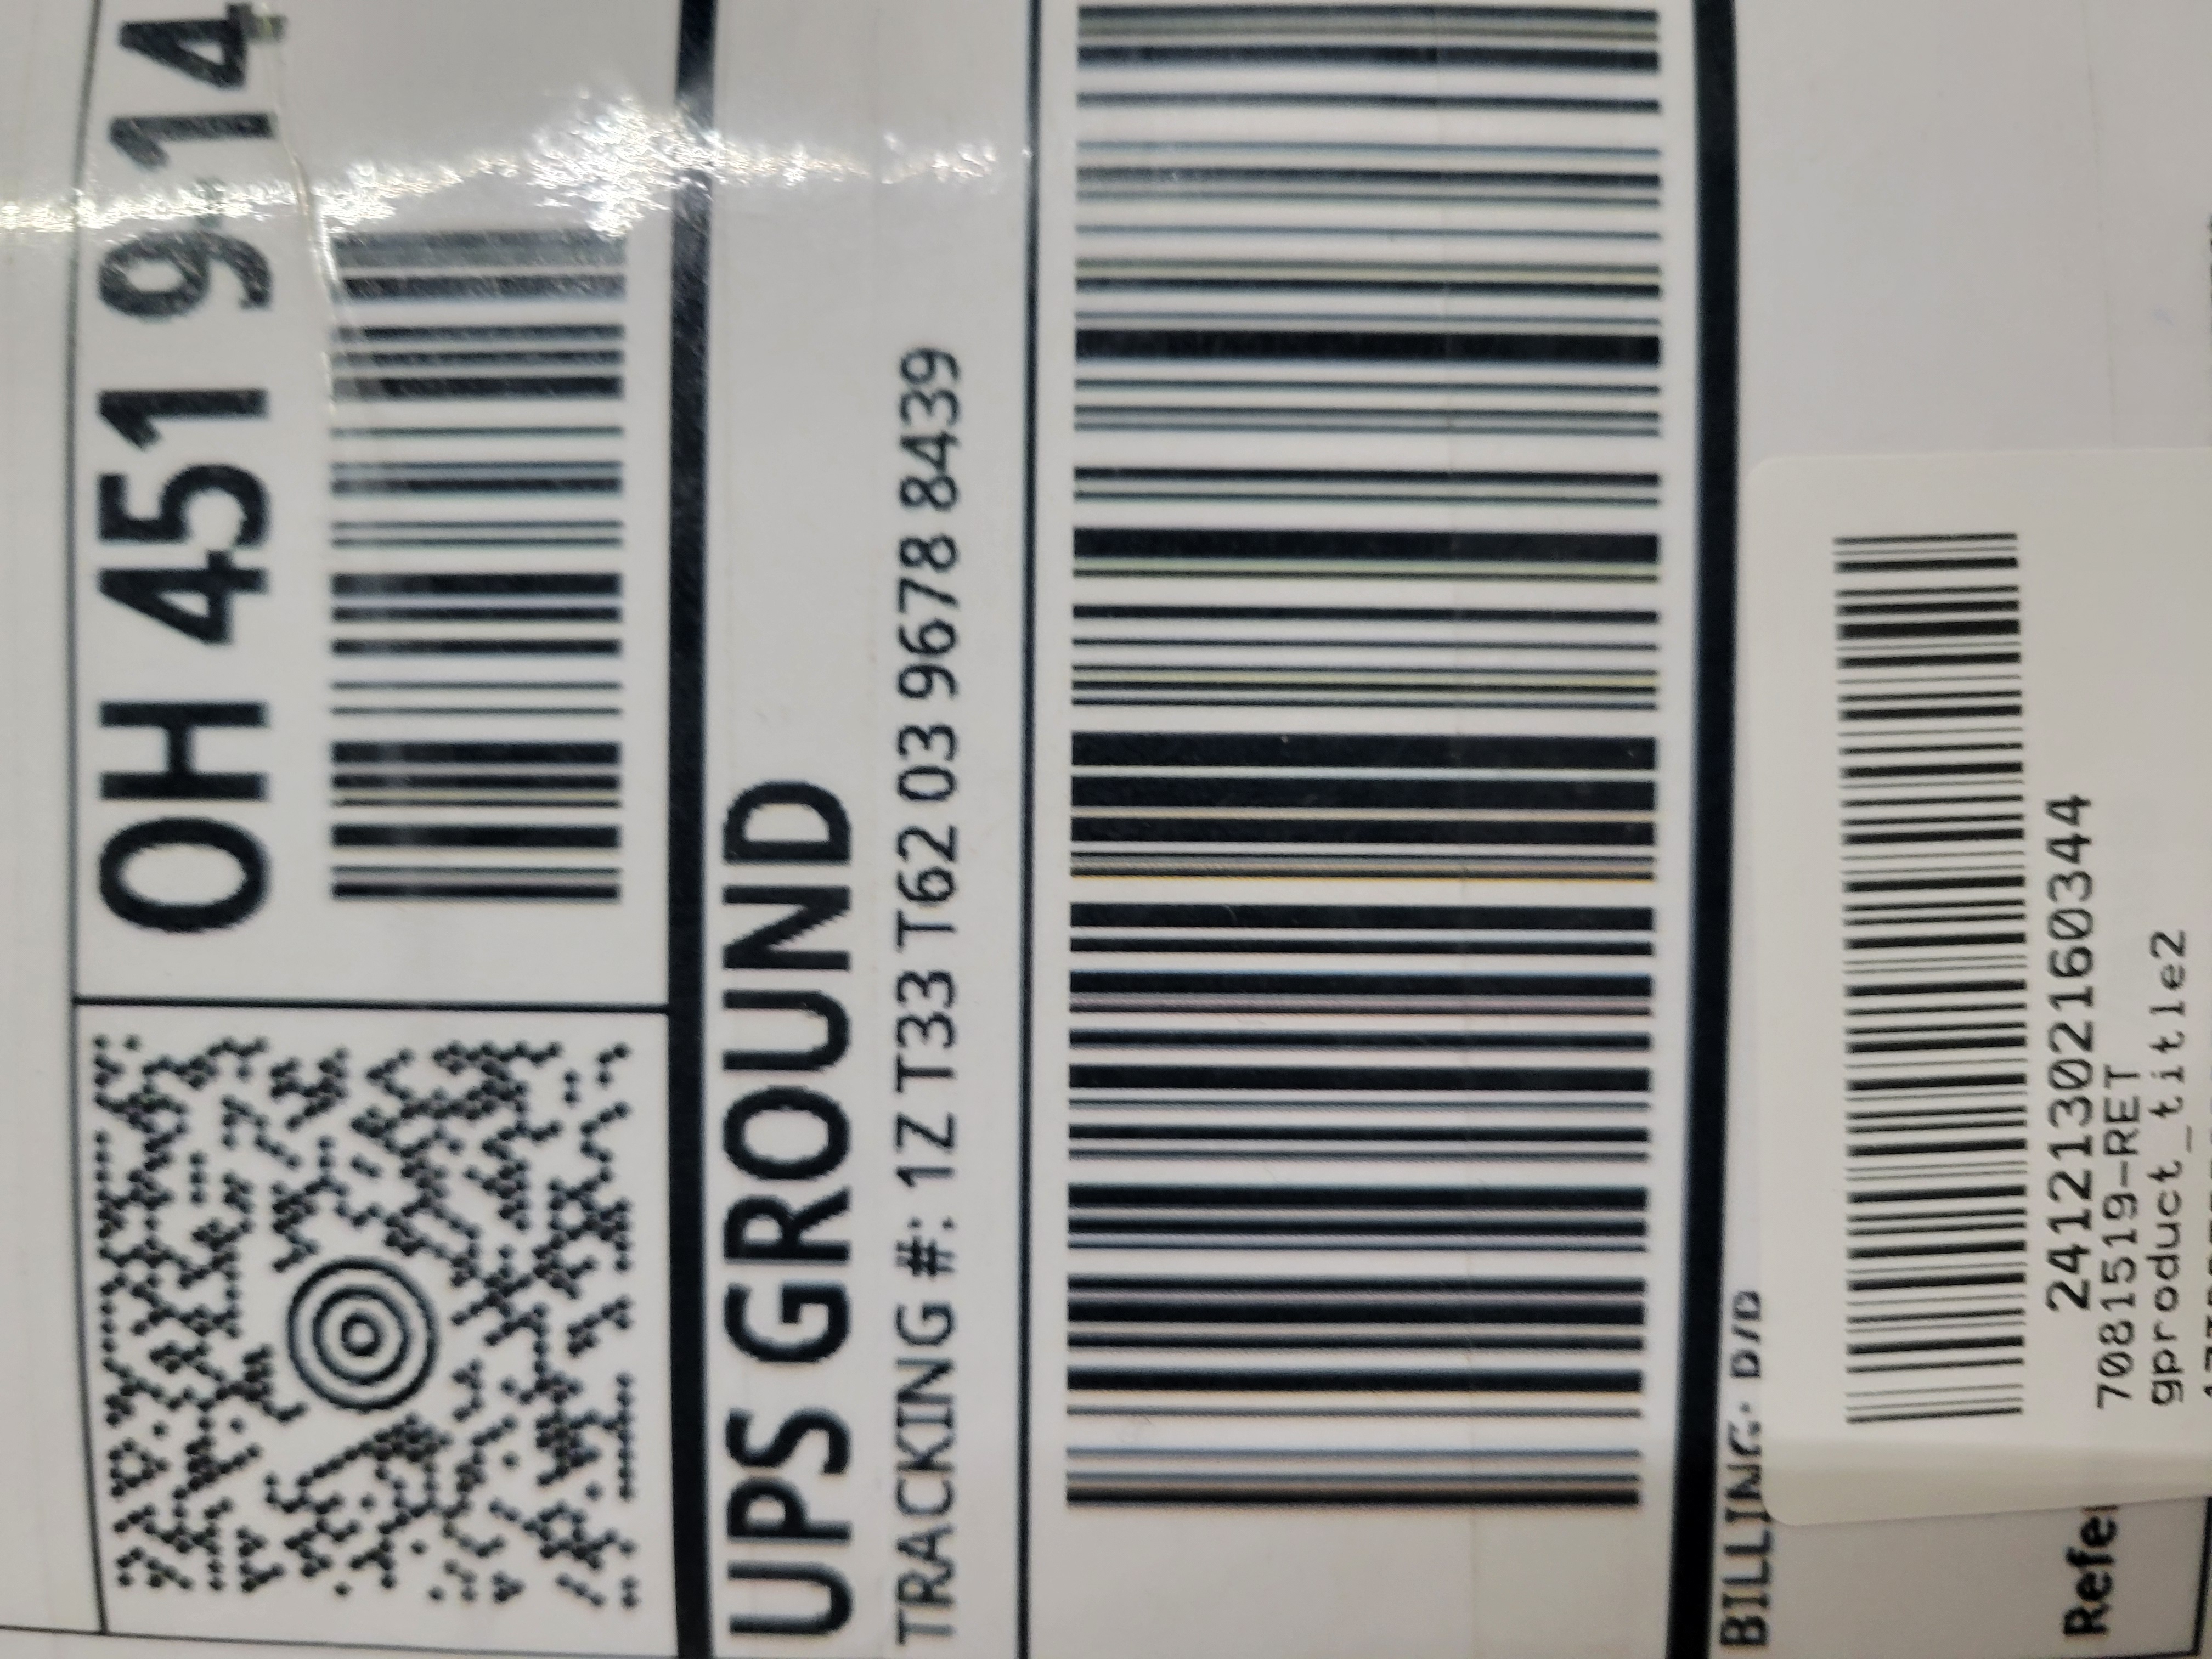 OH 451 9-14
UPS GROUND
TRACKING #: 1Z T33 T62 03 9678 8439
BILLING: P/P
24121302160344
7081519-RET
gproduct_title2
Refe